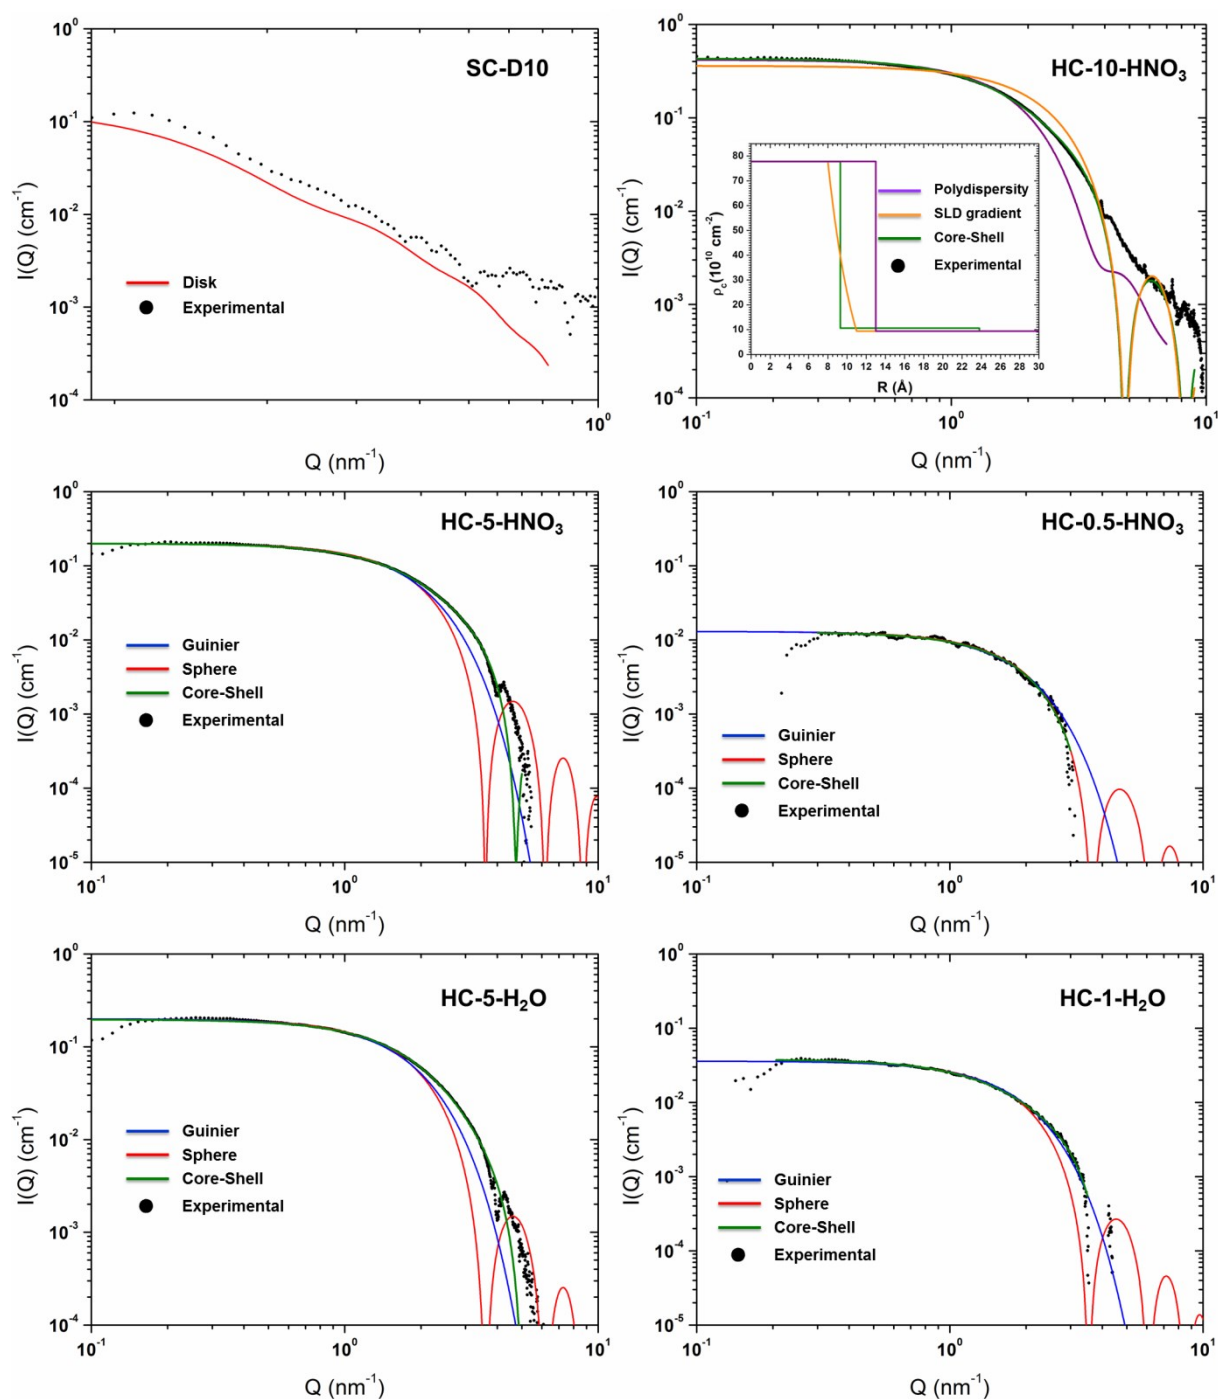 SC-D10
10⁰
10⁻¹
10⁻²
10⁻³
10⁻⁴
I(Q) (cm⁻¹)
Disk
Experimental
10⁰
Q (nm⁻¹)
HC-10-HNO₃
10⁰
10⁻¹
10⁻²
10⁻³
10⁻⁴
I(Q) (cm⁻¹)
80
70
60
50
40
30
20
10
0
ρc(10¹⁰ cm⁻²)
Polydispersity
SLD gradient
Core-Shell
Experimental
0 2 4 6 8 10 12 14 16 18 20 22 24 26 28 30
R (Å)
10⁻¹ 10⁰ 10¹
Q (nm⁻¹)
HC-5-HNO₃
10⁰
10⁻¹
10⁻²
10⁻³
10⁻⁴
10⁻⁵
I(Q) (cm⁻¹)
Guinier
Sphere
Core-Shell
Experimental
10⁻¹ 10⁰ 10¹
Q (nm⁻¹)
HC-0.5-HNO₃
10⁰
10⁻¹
10⁻²
10⁻³
10⁻⁴
10⁻⁵
I(Q) (cm⁻¹)
Guinier
Sphere
Core-Shell
Experimental
10⁻¹ 10⁰ 10¹
Q (nm⁻¹)
HC-5-H₂O
10⁰
10⁻¹
10⁻²
10⁻³
10⁻⁴
I(Q) (cm⁻¹)
Guinier
Sphere
Core-Shell
Experimental
10⁻¹ 10⁰ 10¹
Q (nm⁻¹)
HC-1-H₂O
10⁰
10⁻¹
10⁻²
10⁻³
10⁻⁴
10⁻⁵
I(Q) (cm⁻¹)
Guinier
Sphere
Core-Shell
Experimental
10⁻¹ 10⁰ 10¹
Q (nm⁻¹)